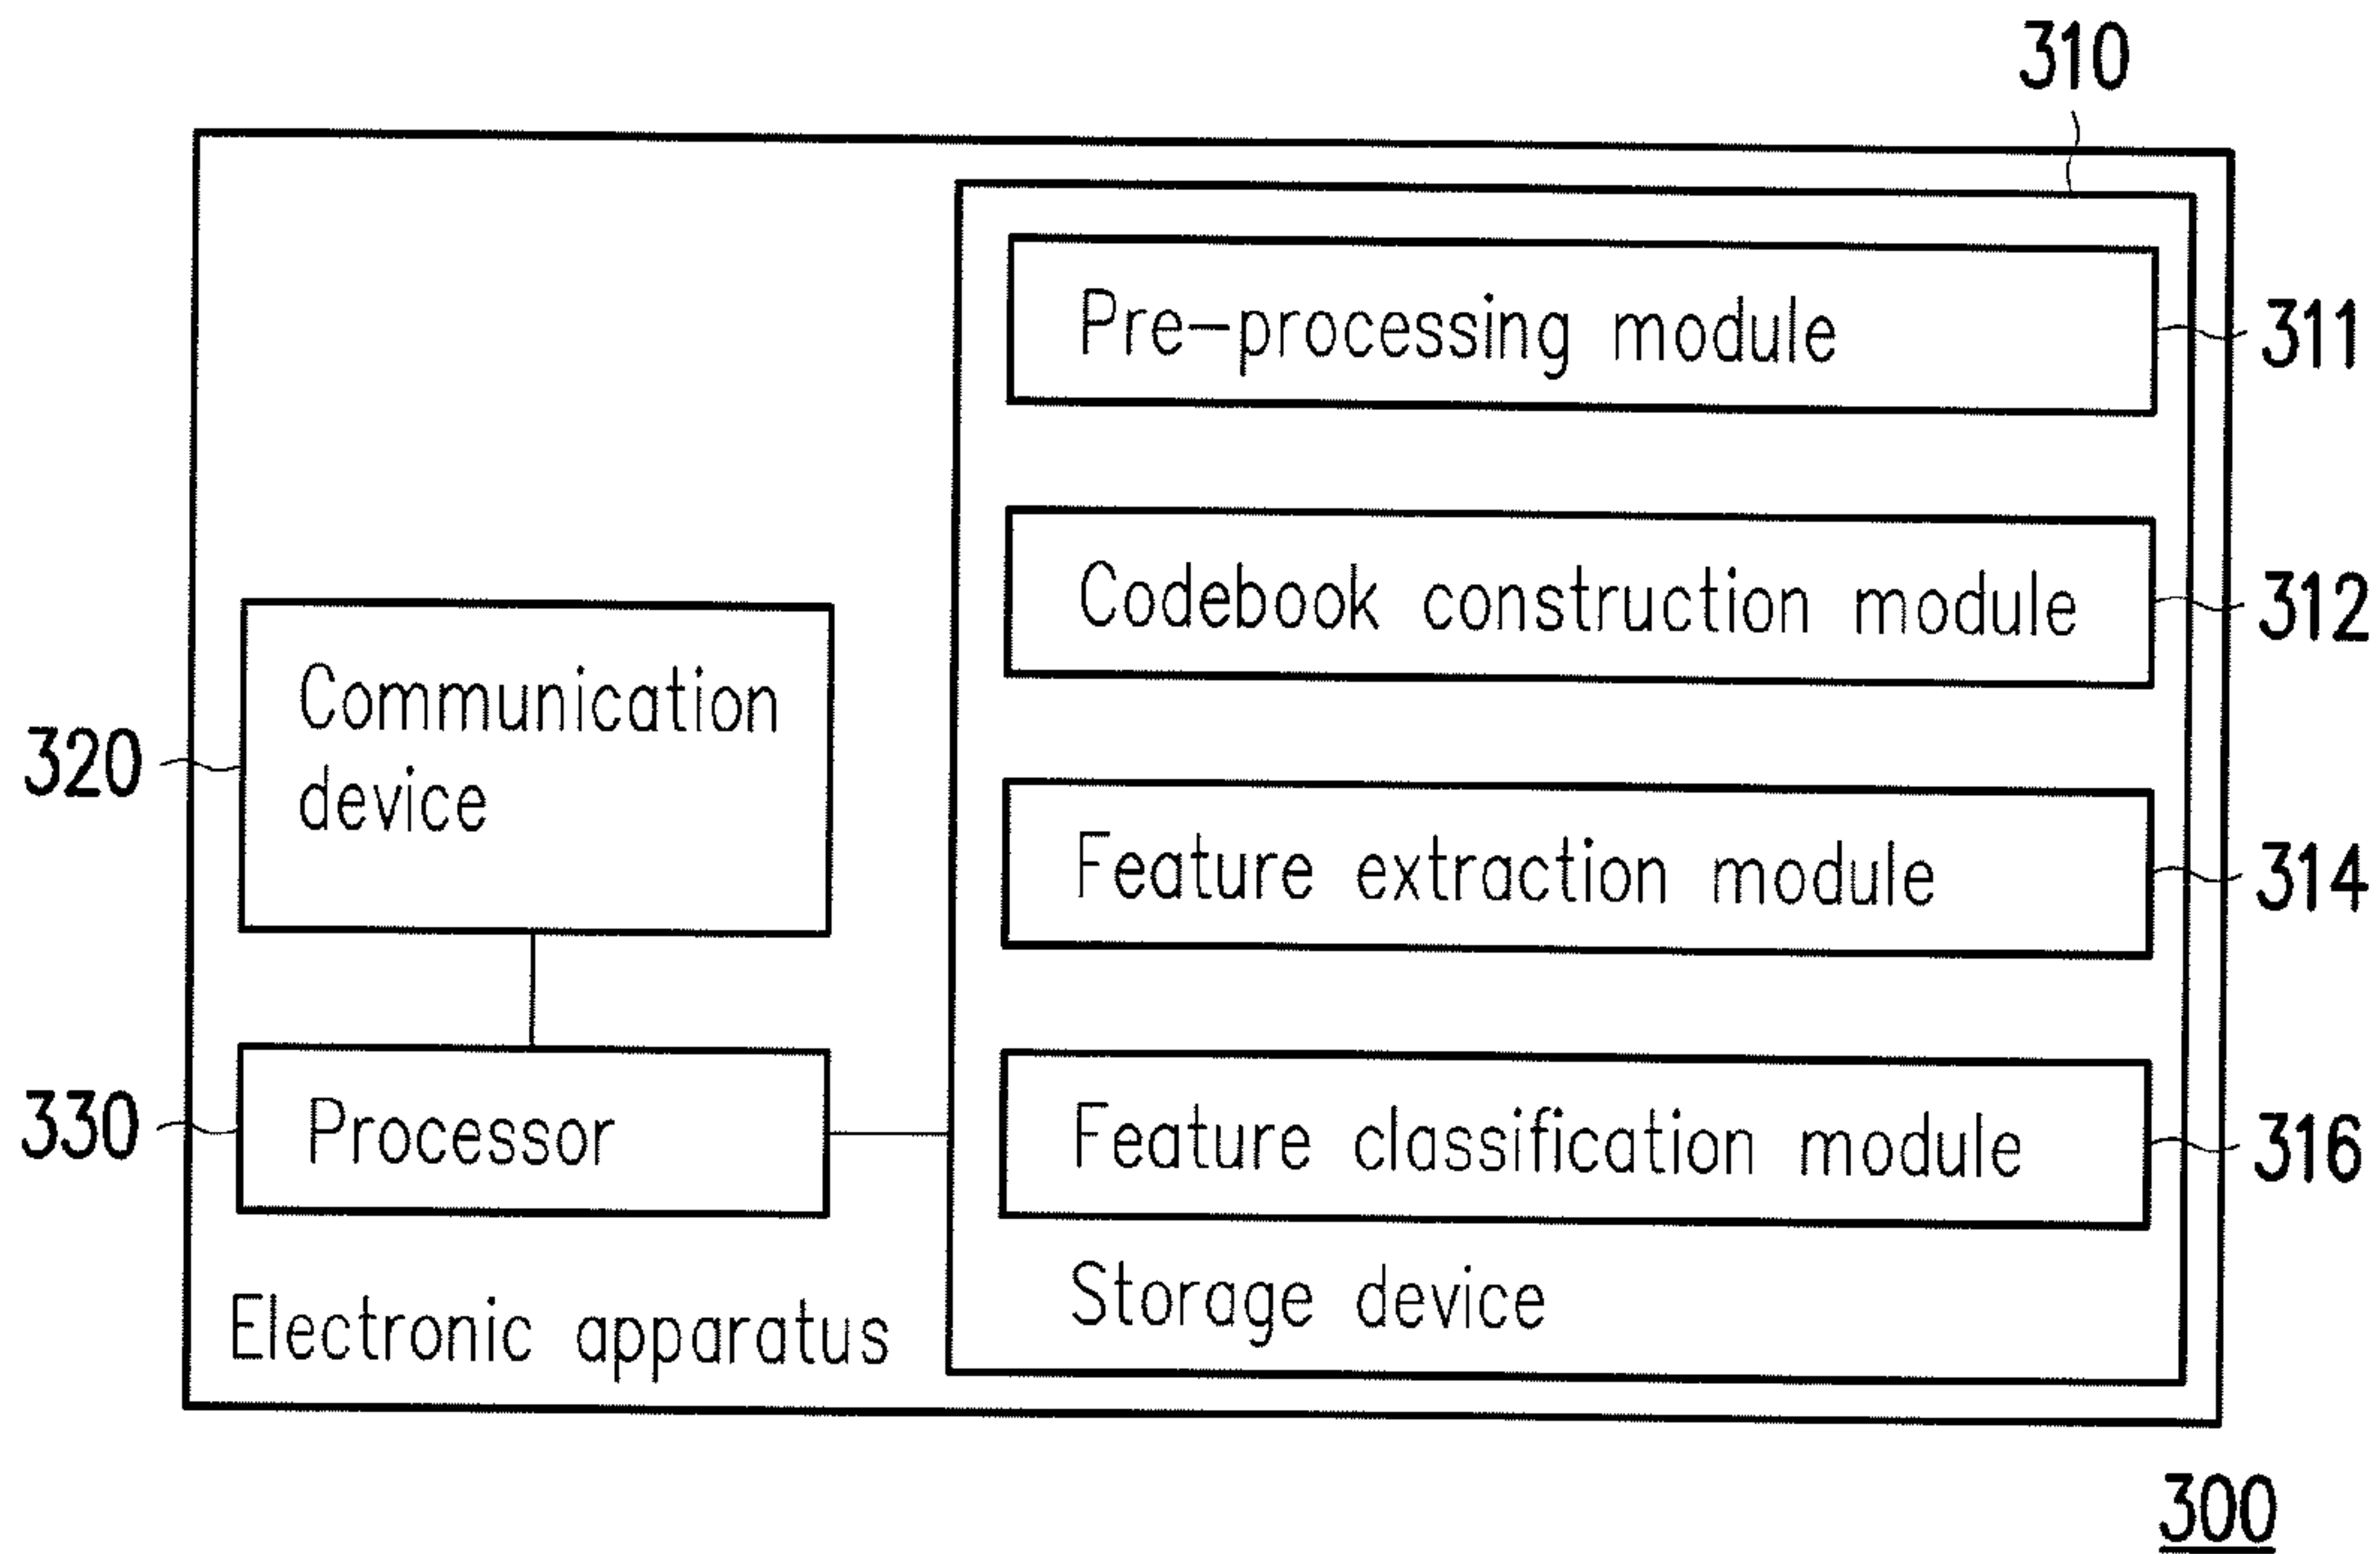 310
Pre-processing module
311
Codebook construction module
312
Communication
device
320
Feature extraction module
314
Processor
330
Feature classification module
316
Storage device
Electronic apparatus
300